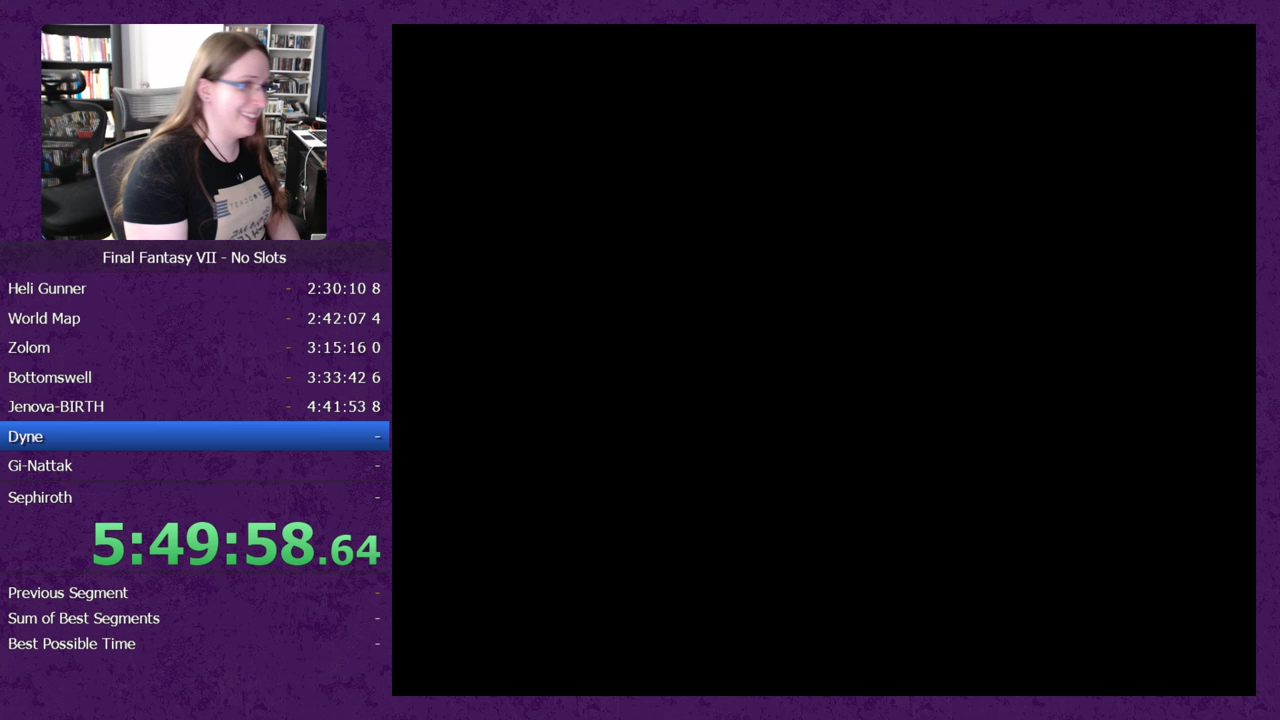 Final Fantasy VII - No Slots
Heli Gunner - 2:30:10 8
World Map - 2:42:07 4
Zolom - 3:15:16 0
Bottomswell - 3:33:42 6
Jenova-BIRTH - 4:41:53 8
Dyne -
Gi-Nattak -
Sephiroth -
5:49:58.64
Previous Segment -
Sum of Best Segments -
Best Possible Time -